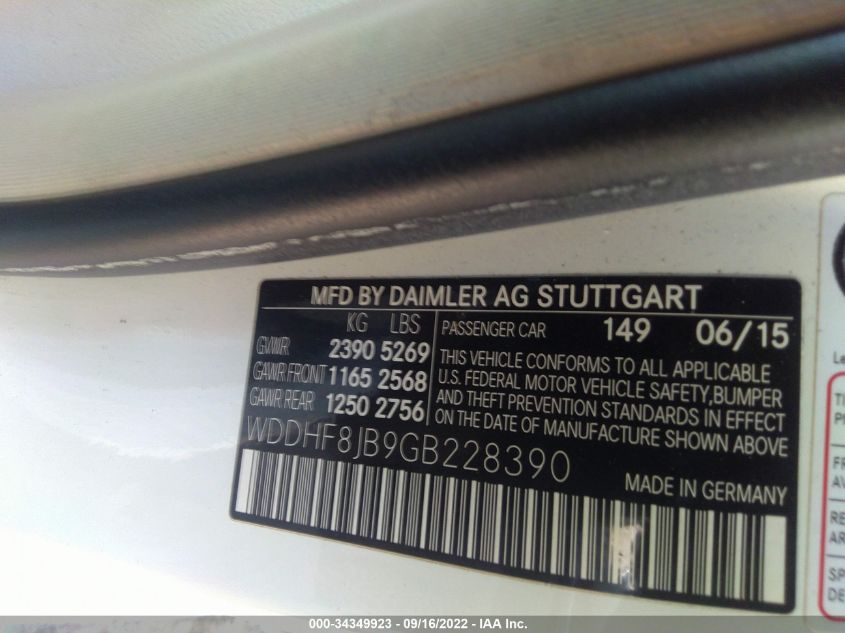 MFD BY DAIMLER AG STUTTGART
KG LBS
GVWR 2390 5269
GAWR FRONT 1165 2568
GAWR REAR 1250 2756
PASSENGER CAR 149 06/15
THIS VEHICLE CONFORMS TO ALL APPLICABLE
U.S. FEDERAL MOTOR VEHICLE SAFETY,BUMPER
AND THEFT PREVENTION STANDARDS IN EFFECT
ON THE DATE OF MANUFACTURE SHOWN ABOVE
WDDHF8JB9GB228390
MADE IN GERMANY
000-34349923 - 09/16/2022 - IAA Inc.